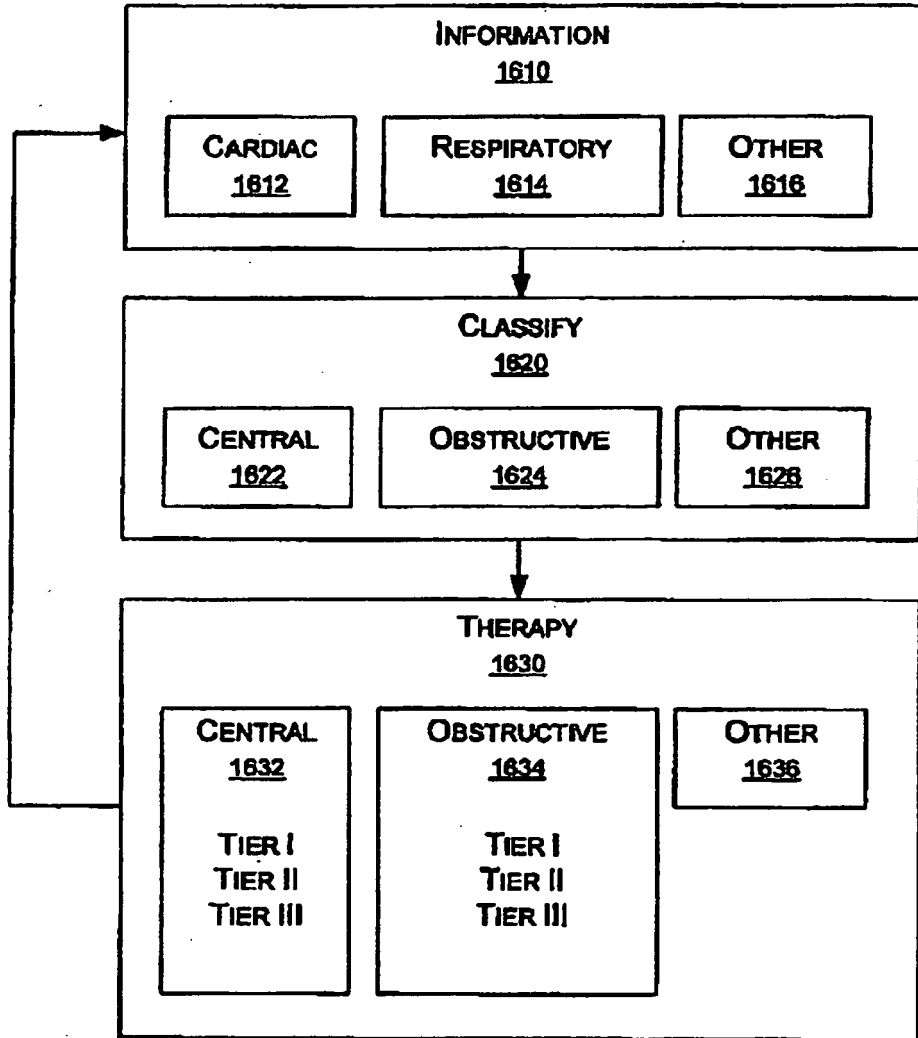 INFORMATION
1610
CARDIAC
1612
RESPIRATORY
1614
OTHER
1616
CLASSIFY
1620
CENTRAL
1622
OBSTRUCTIVE
1624
OTHER
1626
THERAPY
1630
CENTRAL
1632
TIER I
TIER II
TIER III
OBSTRUCTIVE
1634
TIER I
TIER II
TIER III
OTHER
1636